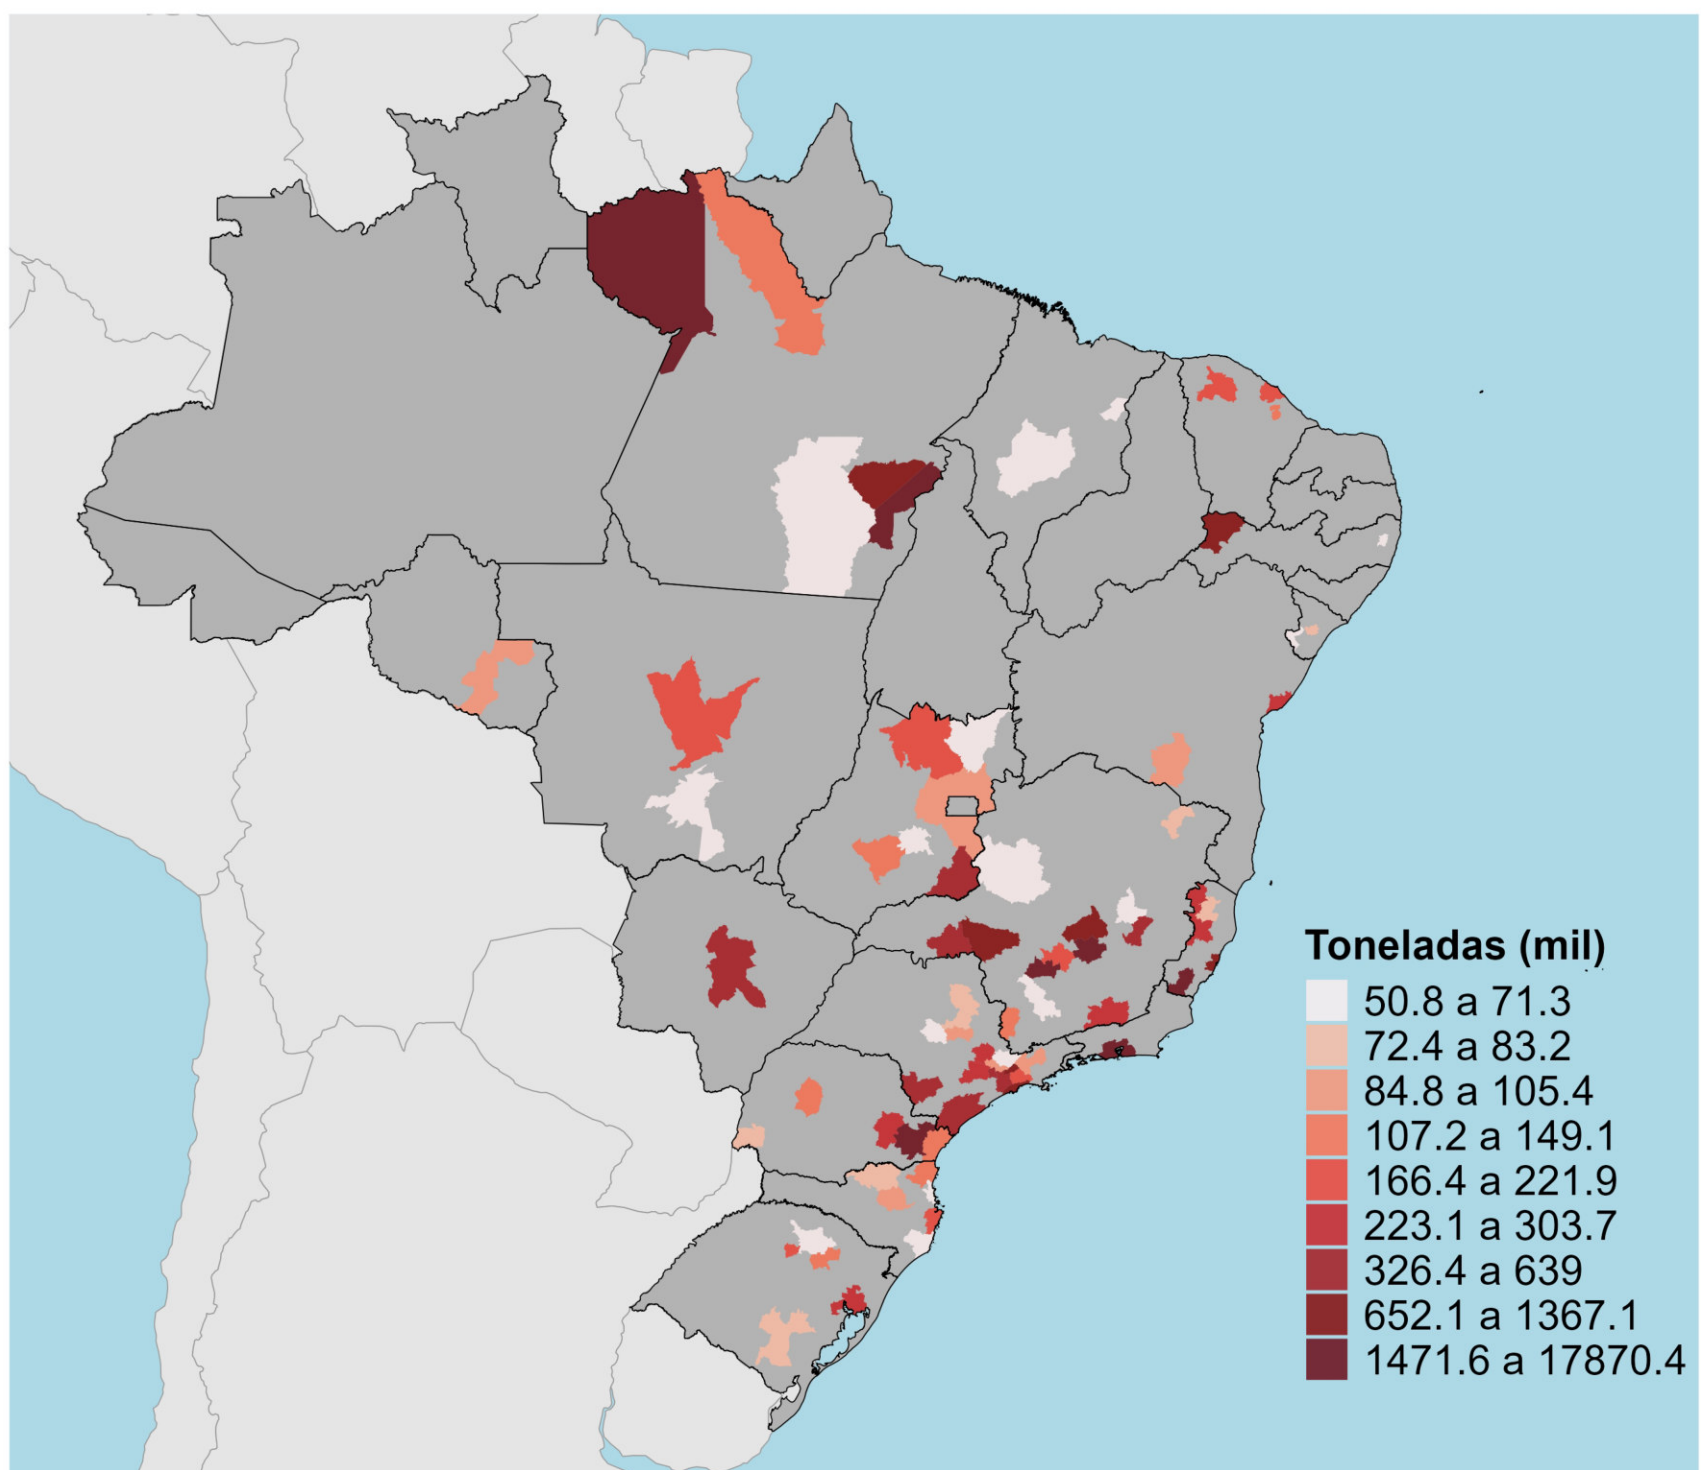 Toneladas (mil)
50.8 a 71.3
72.4 a 83.2
84.8 a 105.4
107.2 a 149.1
166.4 a 221.9
223.1 a 303.7
326.4 a 639
652.1 a 1367.1
1471.6 a 17870.4